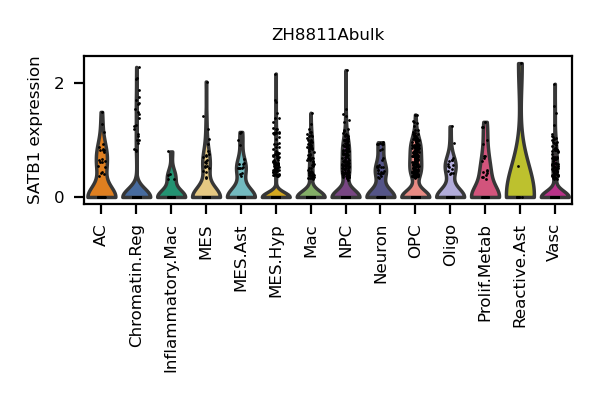 ZH8811Abulk
SATB1 expression
2
0
AC
Chromatin.Reg
Inflammatory.Mac
MES
MES.Ast
MES.Hyp
Mac
NPC
Neuron
OPC
Oligo
Prolif.Metab
Reactive.Ast
Vasc